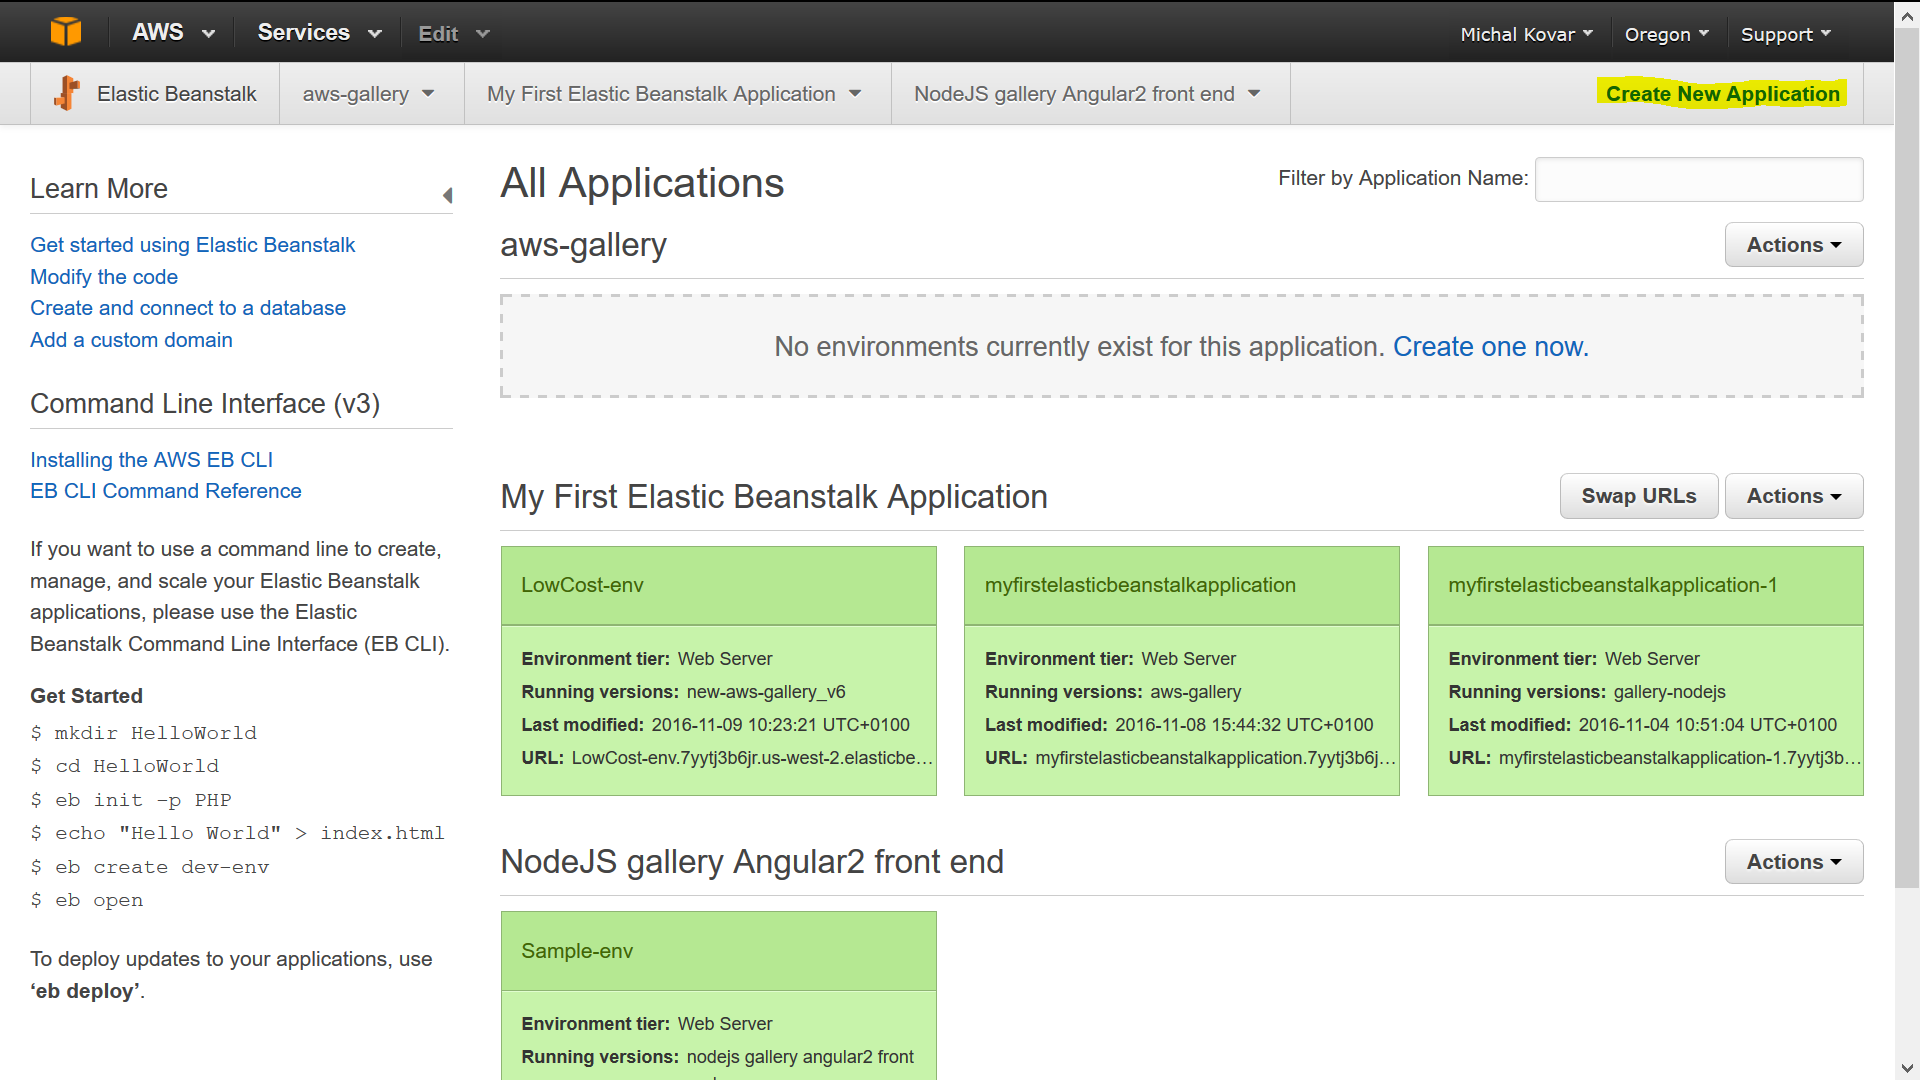 AWS Services Edit Michal Kovar Oregon Support
Elastic Beanstalk aws-gallery My First Elastic Beanstalk Application NodeJS gallery Angular2 front end Create New Application
Learn More
Get started using Elastic Beanstalk
Modify the code
Create and connect to a database
Add a custom domain
Command Line Interface (v3)
Installing the AWS EB CLI
EB CLI Command Reference
If you want to use a command line to create,
manage, and scale your Elastic Beanstalk
applications, please use the Elastic
Beanstalk Command Line Interface (EB CLI).
Get Started
$ mkdir HelloWorld
$ cd HelloWorld
$ eb init -p PHP
$ echo "Hello World" > index.html
$ eb create dev-env
$ eb open
To deploy updates to your applications, use
‘eb deploy’.
All Applications
Filter by Application Name:
aws-gallery
Actions
No environments currently exist for this application. Create one now.
My First Elastic Beanstalk Application
Swap URLs Actions
LowCost-env
Environment tier: Web Server
Running versions: new-aws-gallery_v6
Last modified: 2016-11-09 10:23:21 UTC+0100
URL: LowCost-env.7yytj3b6jr.us-west-2.elasticbe...
myfirstelasticbeanstalkapplication
Environment tier: Web Server
Running versions: aws-gallery
Last modified: 2016-11-08 15:44:32 UTC+0100
URL: myfirstelasticbeanstalkapplication.7yytj3b6j...
myfirstelasticbeanstalkapplication-1
Environment tier: Web Server
Running versions: gallery-nodejs
Last modified: 2016-11-04 10:51:04 UTC+0100
URL: myfirstelasticbeanstalkapplication-1.7yytj3b...
NodeJS gallery Angular2 front end
Actions
Sample-env
Environment tier: Web Server
Running versions: nodejs gallery angular2 front